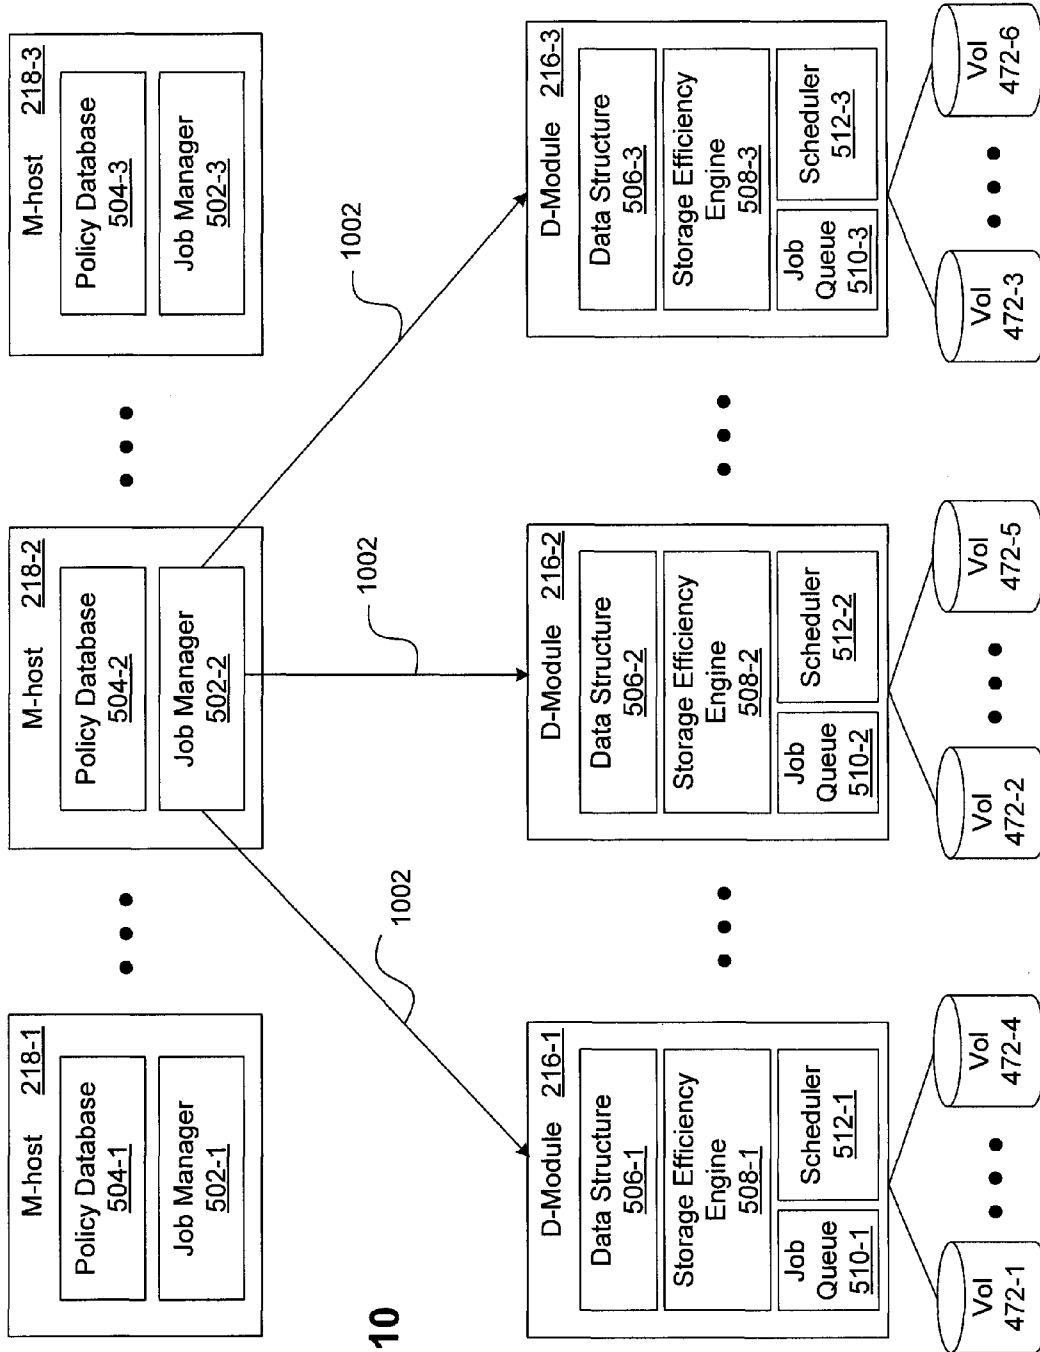 M-host 218-1
Policy Database
504-1
Job Manager
502-1
M-host 218-2
Policy Database
504-2
Job Manager
502-2
M-host 218-3
Policy Database
504-3
Job Manager
502-3
1002
1002
1002
10
D-Module 216-1
Data Structure
506-1
Storage Efficiency
Engine
508-1
Job
Queue
510-1
Scheduler
512-1
D-Module 216-2
Data Structure
506-2
Storage Efficiency
Engine
508-2
Job
Queue
510-2
Scheduler
512-2
D-Module 216-3
Data Structure
506-3
Storage Efficiency
Engine
508-3
Job
Queue
510-3
Scheduler
512-3
Vol
472-1
Vol
472-4
Vol
472-2
Vol
472-5
Vol
472-3
Vol
472-6